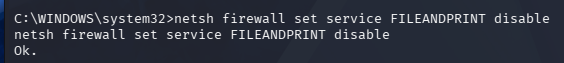 C:\WINDOWS\system32>netsh firewall set service FILEANDPRINT disable
netsh firewall set service FILEANDPRINT disable
Ok.